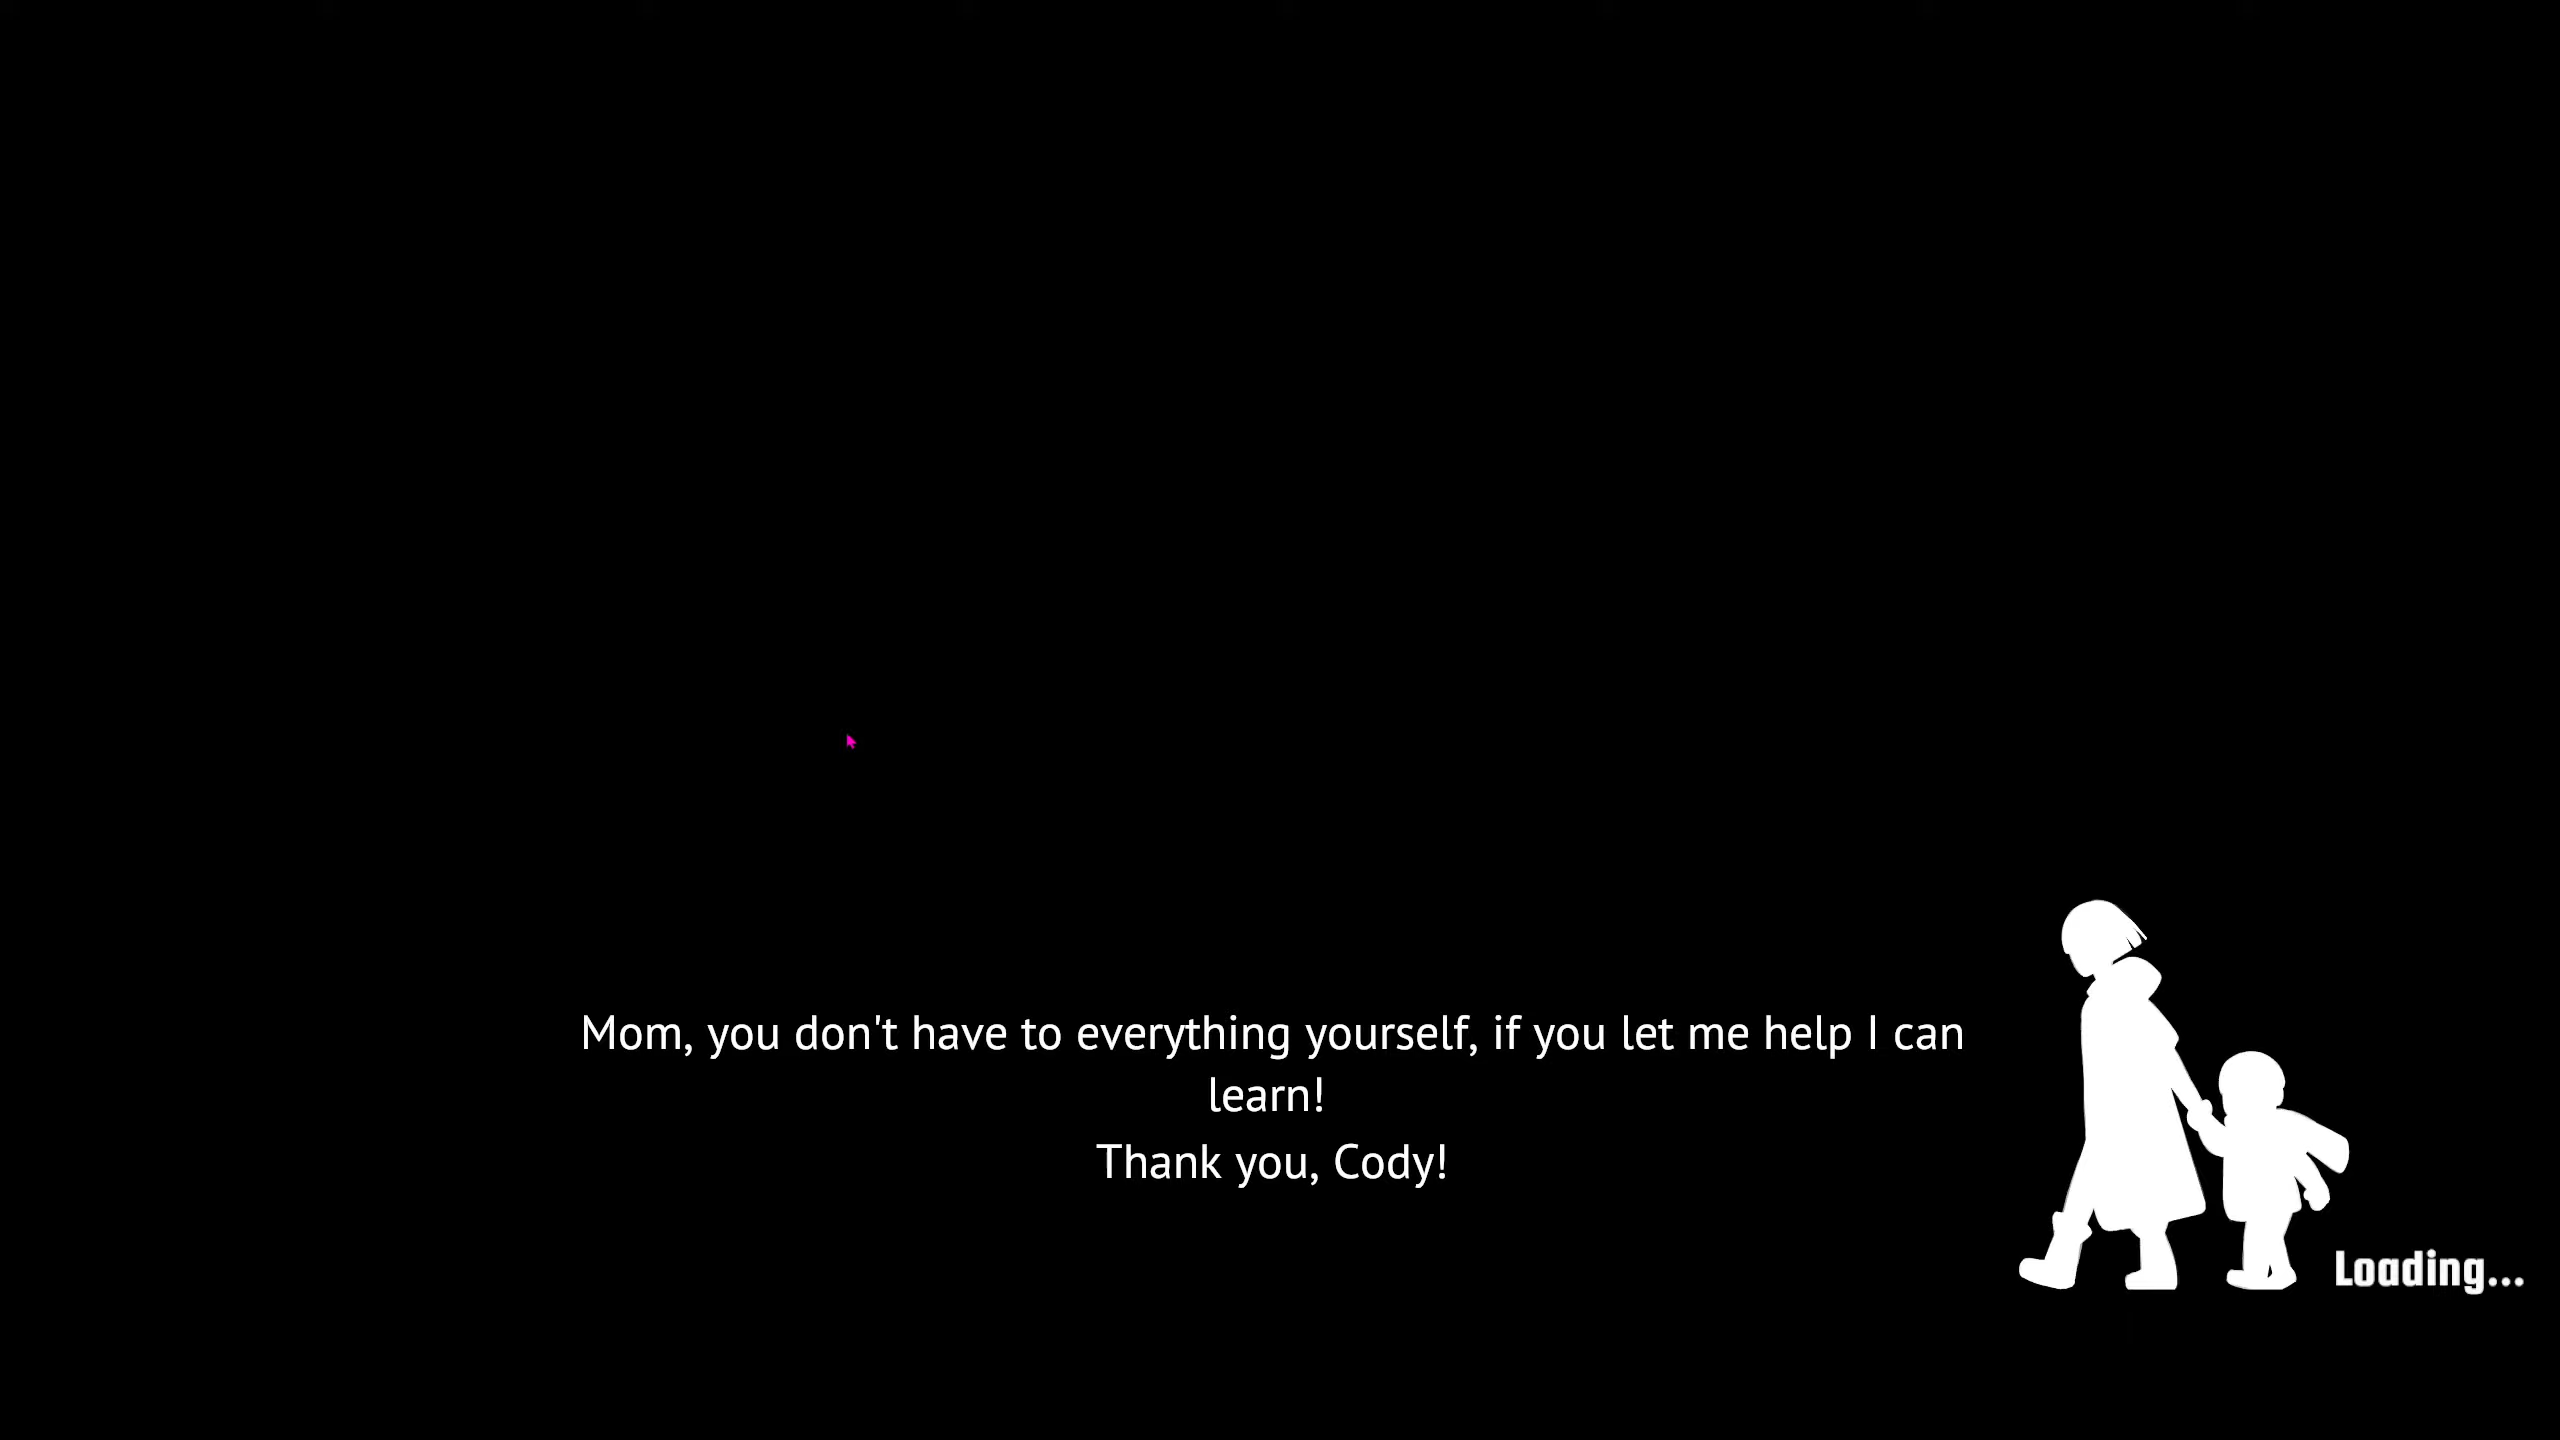 Mom, you don't have to everything yourself, if you let me help I can
learn!
Thank you, Cody!
Loading...